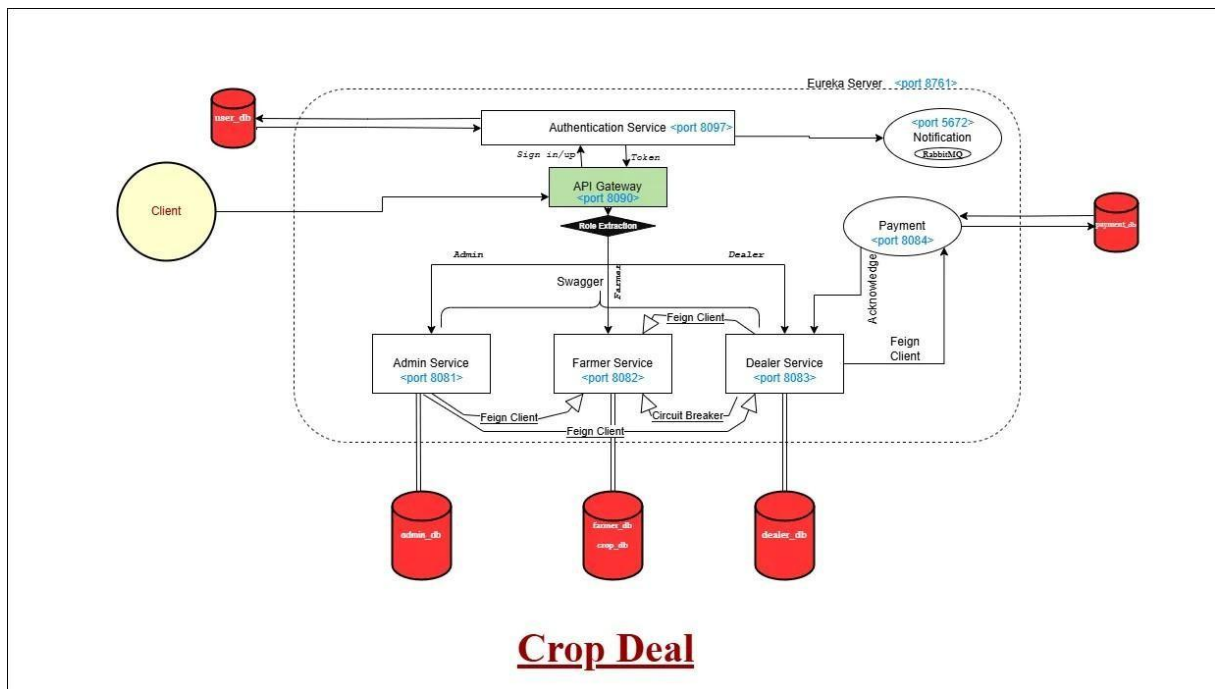 Eureka Server <port 8761>
user_db
Authentication Service <port 8097>
<port 5672>
Notification
RabbitMQ
Sign in/up
Token
API Gateway
<port 8090>
Client
Role Extraction
Payment
<port 8084>
payment_db
Admin
Dealer
Farmer
Swagger
Acknowledge
Feign Client
Feign
Client
Admin Service
<port 8081>
Farmer Service
<port 8082>
Dealer Service
<port 8083>
Feign Client
Circuit Breaker
Feign Client
admin_db
farmer_db
crop_db
dealer_db
Crop Deal